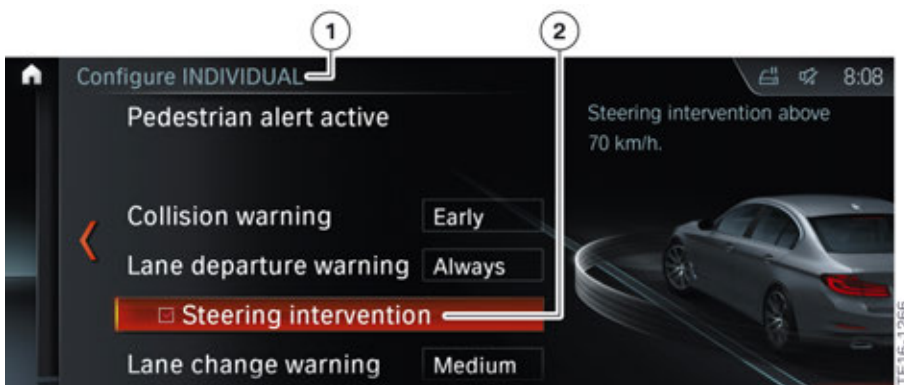 1
2
Configure INDIVIDUAL
8:08
Pedestrian alert active
Steering intervention above
70 km/h.
Collision warning
Early
Lane departure warning
Always
Steering intervention
Lane change warning
Medium
TE16-1266